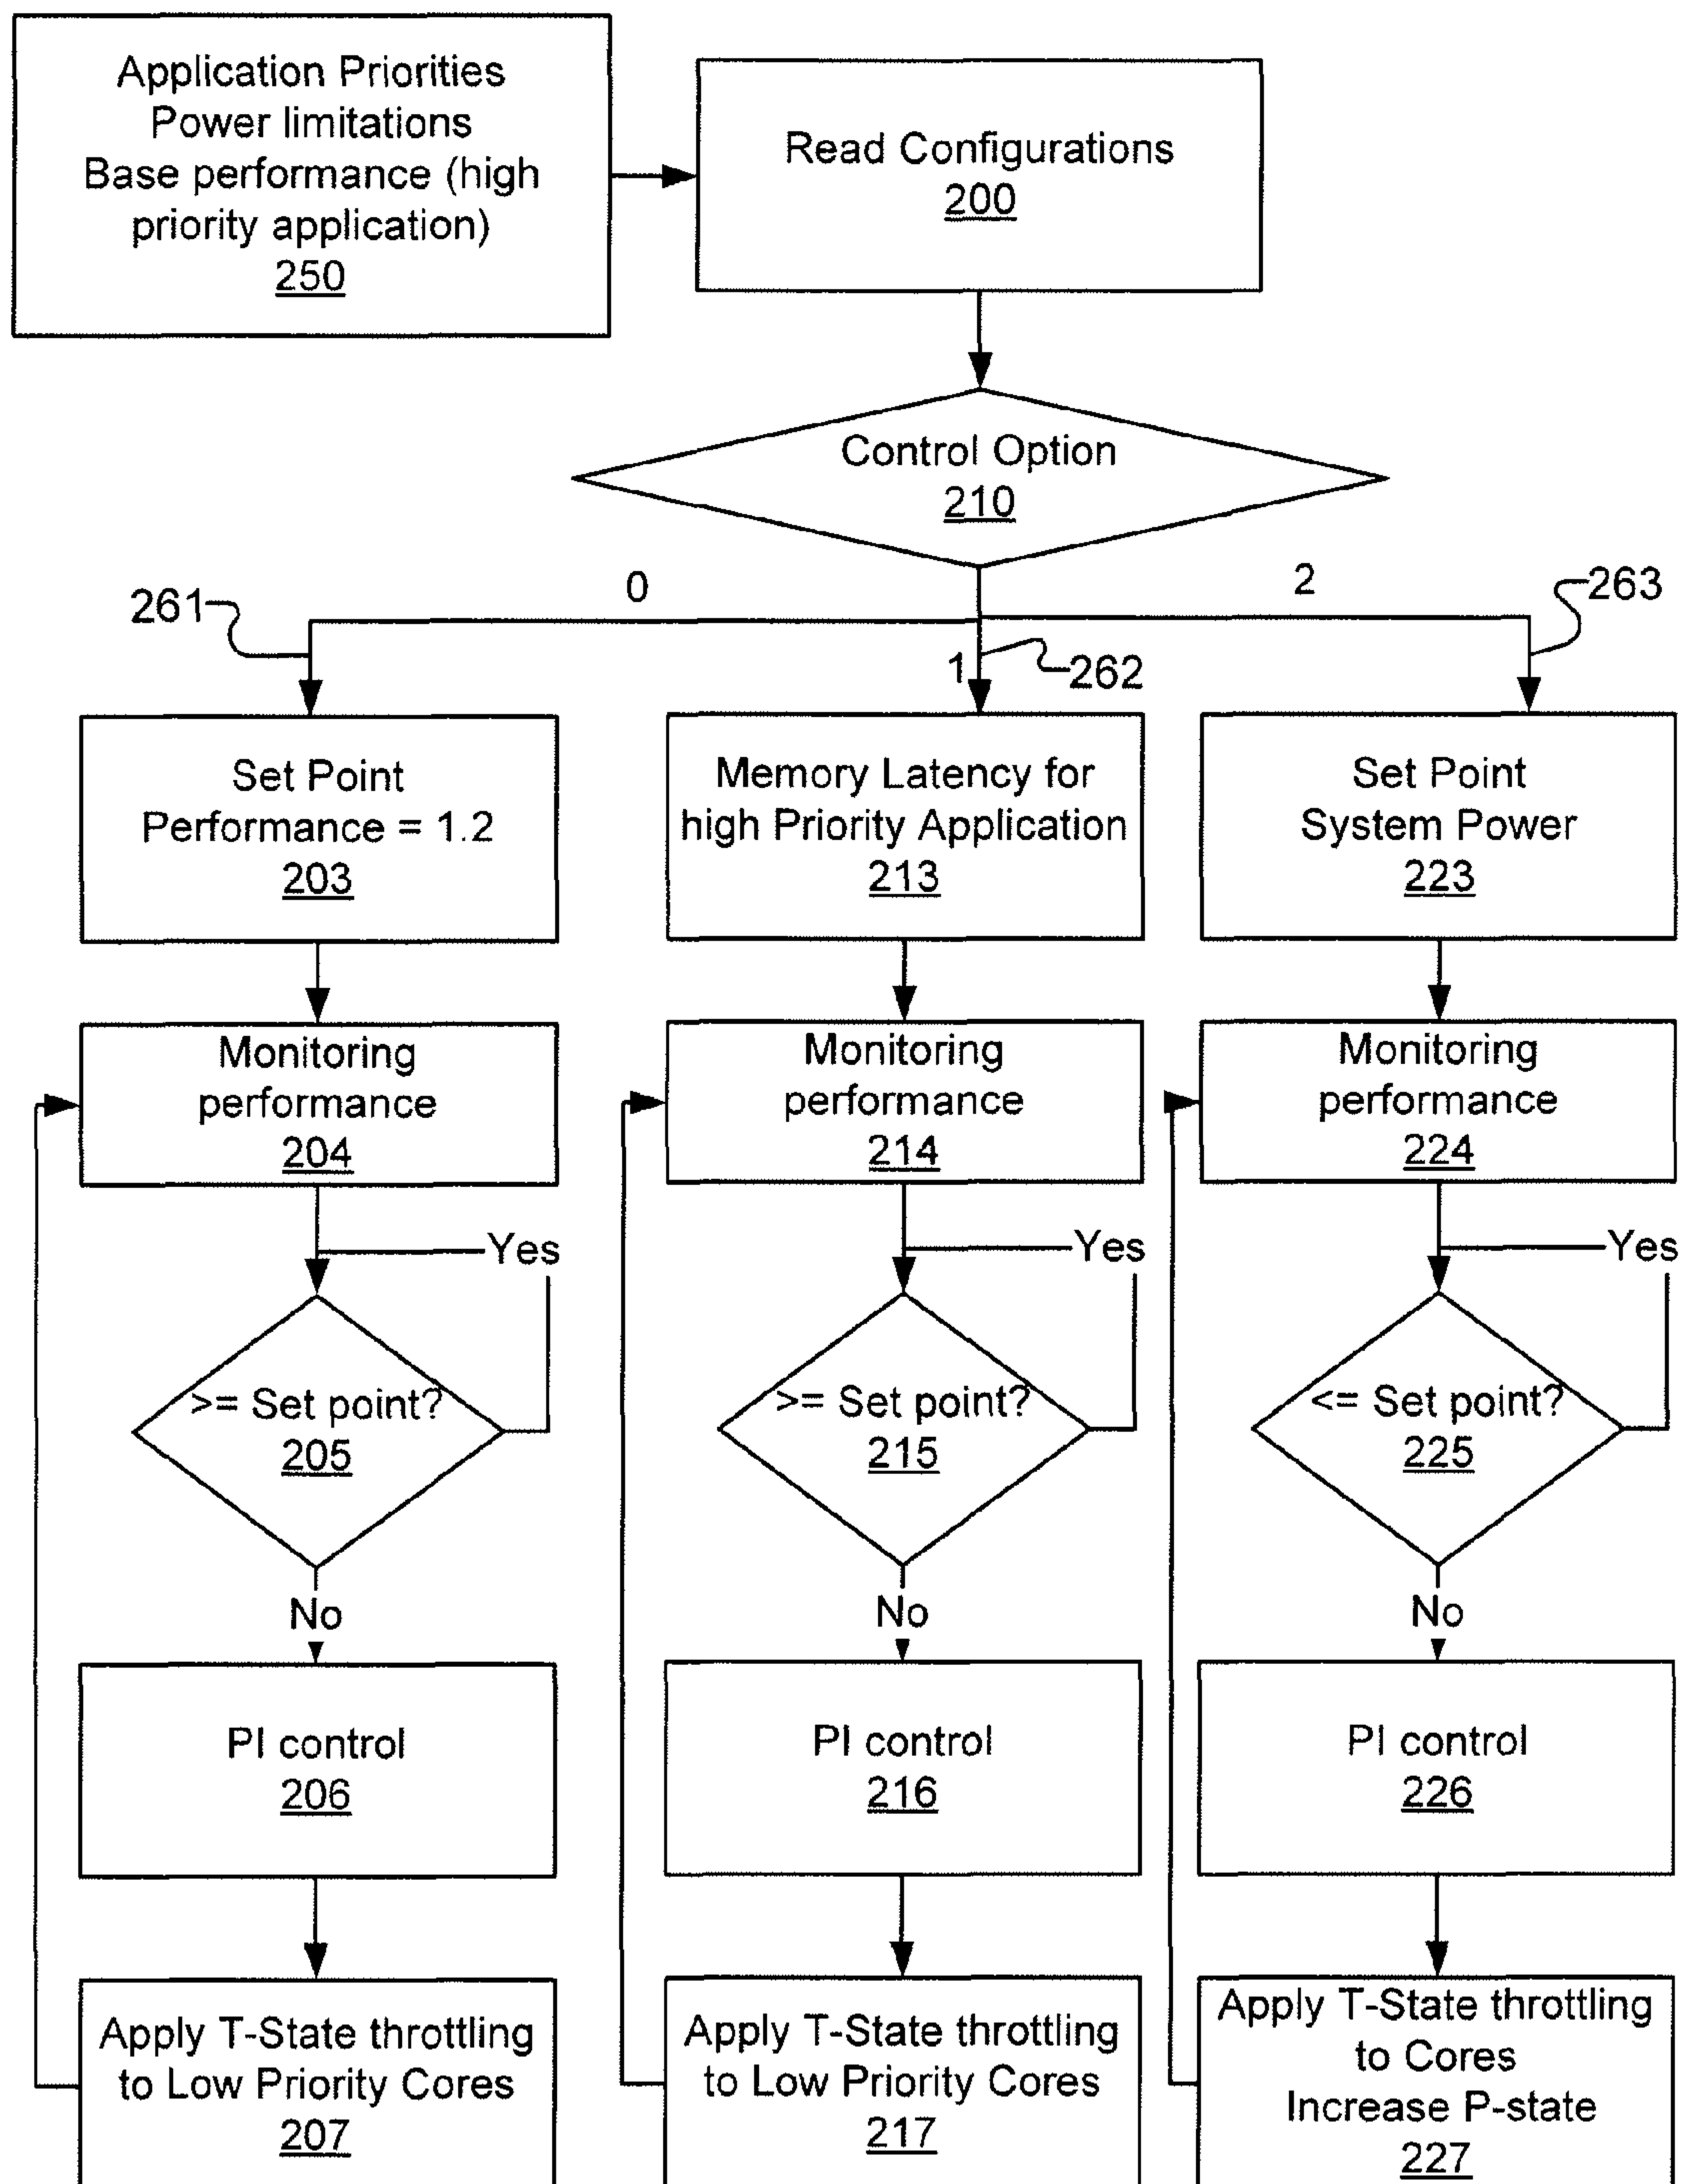 Application Priorities
Power limitations
Base performance (high
priority application)
250
Read Configurations
200
Control Option
210
0
2
261
263
1
262
Set Point
Performance = 1.2
203
Memory Latency for
high Priority Application
213
Set Point
System Power
223
Monitoring
performance
204
Monitoring
performance
214
Monitoring
performance
224
Yes
Yes
Yes
>= Set point?
205
>= Set point?
215
<= Set point?
225
No
No
No
PI control
206
PI control
216
PI control
226
Apply T-State throttling
to Low Priority Cores
207
Apply T-State throttling
to Low Priority Cores
217
Apply T-State throttling
to Cores
Increase P-state
227